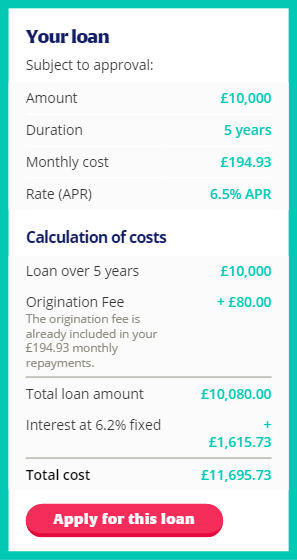 Your loan
Subject to approval:
Amount £10,000
Duration 5 years
Monthly cost £194.93
Rate (APR) 6.5% APR
Calculation of costs
Loan over 5 years £10,000
Origination Fee + £80.00
The origination fee is
already included in your
£194.93 monthly
repayments.
Total loan amount £10,080.00
Interest at 6.2% fixed +
£1,615.73
Total cost £11,695.73
Apply for this loan